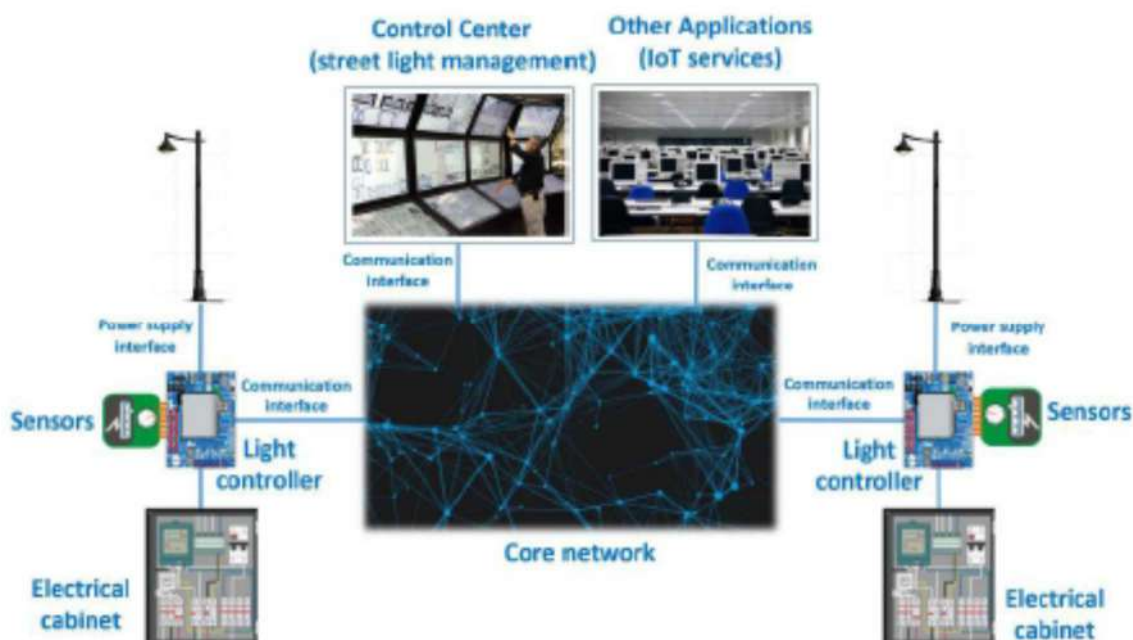 Control Center
(street light management)
Other Applications
(IoT services)
Communication
interface
Communication
interface
Power supply
interface
Power supply
interface
Communication
interface
Communication
interface
Sensors
Sensors
Light
controller
Light
controller
Core network
Electrical
cabinet
Electrical
cabinet